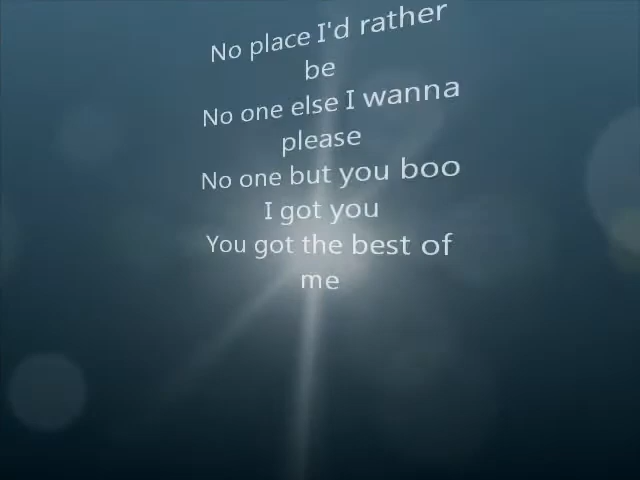 No place I'd rather
be
No one else I wanna
please
No one but you boo
I got you
You got the best of
me